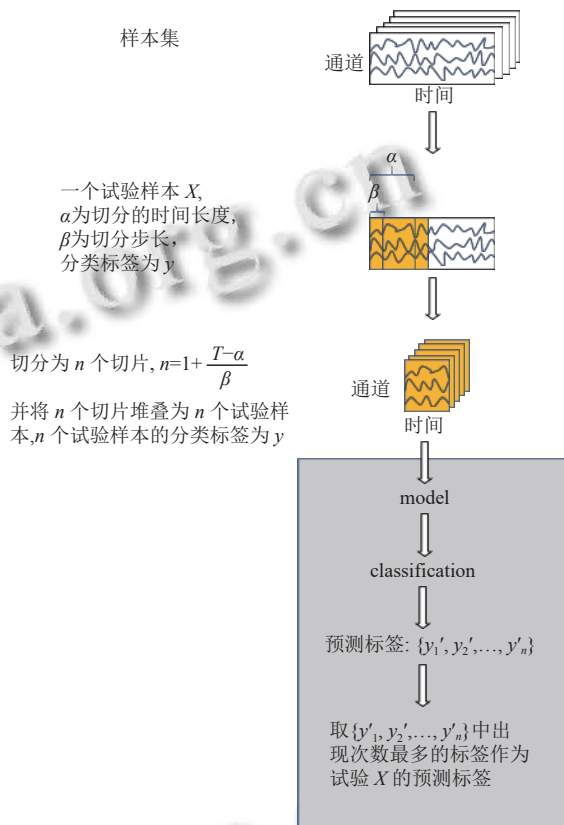 样本集
通道
时间
α
β
一个试验样本 X,
α为切分的时间长度,
β为切分步长,
分类标签为 y
切分为 n 个切片, n=1+ (T−α)/β
并将 n 个切片堆叠为 n 个试验样
本,n 个试验样本的分类标签为 y
通道
时间
model
classification
预测标签: {y₁′, y₂′,…, y′ₙ}
取{y′₁, y₂′,…, y′ₙ}中出
现次数最多的标签作为
试验 X 的预测标签
a.org.cn